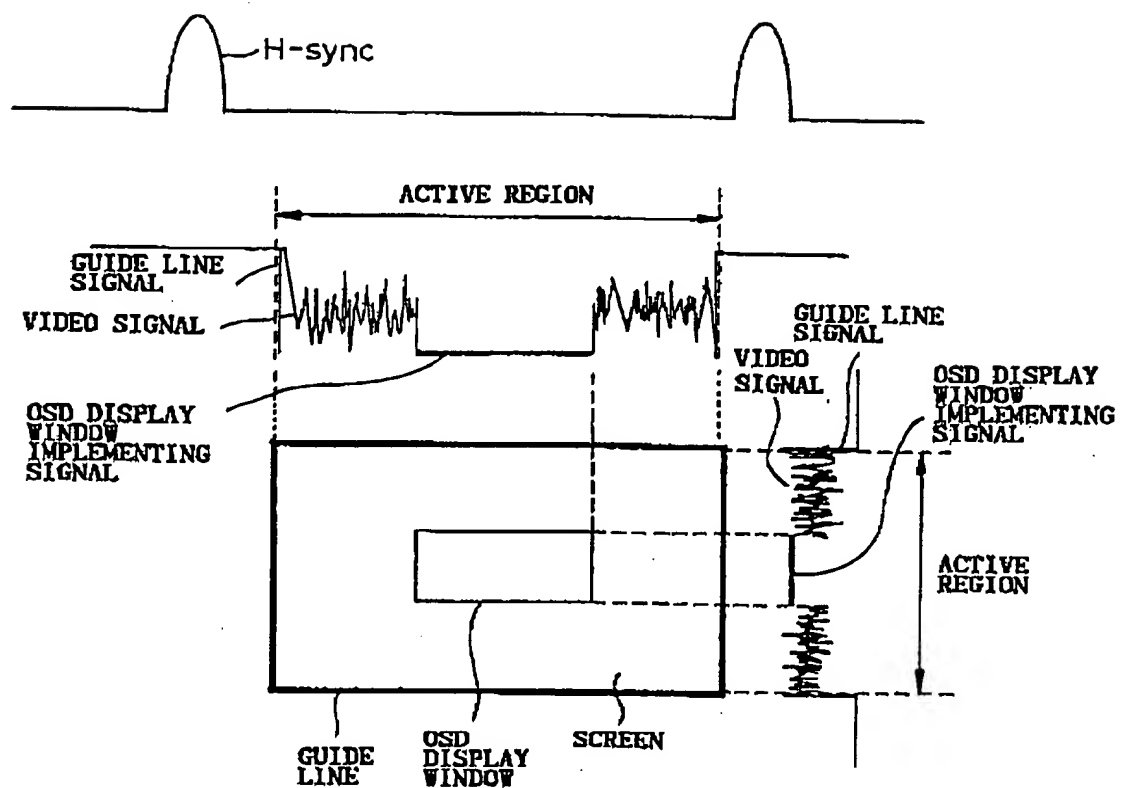 H-sync
ACTIVE REGION
GUIDE LINE
SIGNAL
VIDEO SIGNAL
OSD DISPLAY
WINDOW
IMPLEMENTING
SIGNAL
GUIDE LINE
SIGNAL
VIDEO
SIGNAL
OSD DISPLAY
WINDOW
IMPLEMENTING
SIGNAL
ACTIVE
REGION
GUIDE
LINE
OSD
DISPLAY
WINDOW
SCREEN